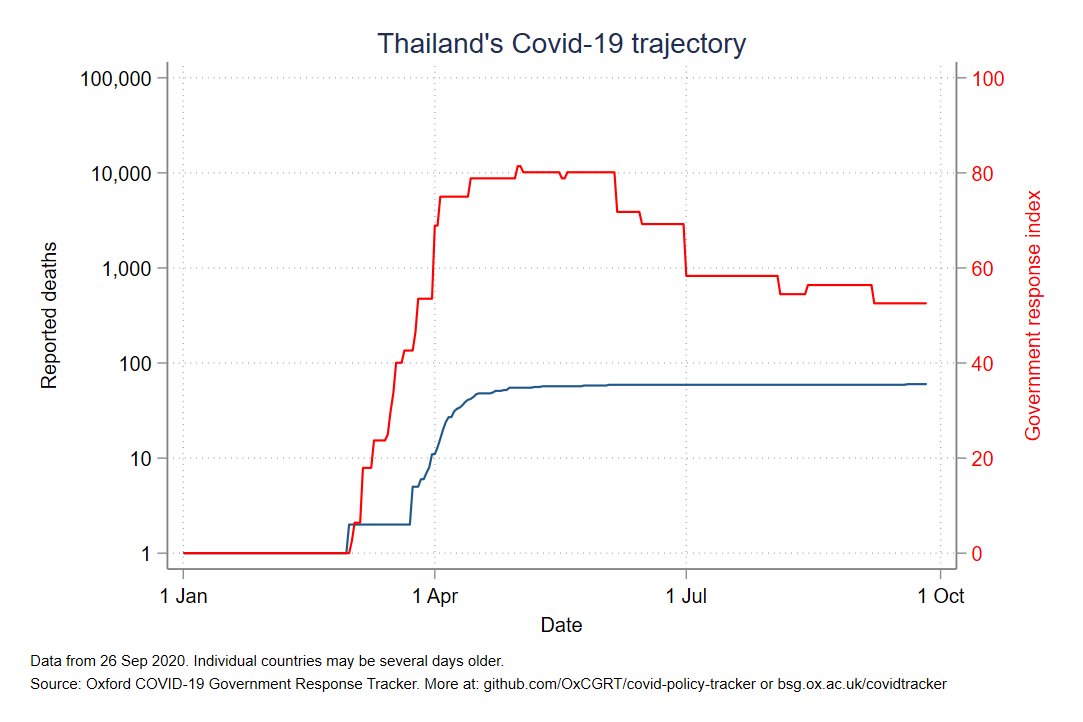 Thailand's Covid-19 trajectory
100,000
10,000
1,000
100
10
1
Reported deaths
100
80
60
40
20
0
Government response index
1 Jan
1 Apr
1 Jul
1 Oct
Date
Data from 26 Sep 2020. Individual countries may be several days older.
Source: Oxford COVID-19 Government Response Tracker. More at: github.com/OxCGRT/covid-policy-tracker or bsg.ox.ac.uk/covidtracker